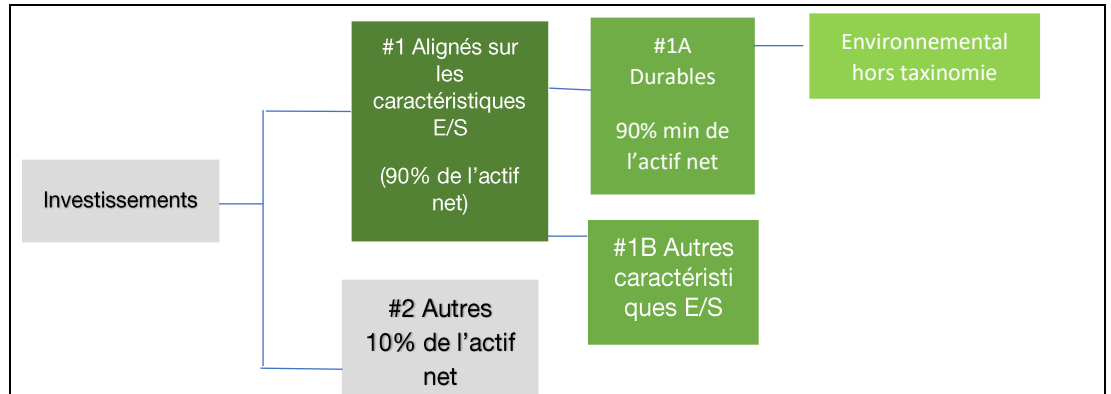 Investissements
#1 Alignés sur
les
caractéristiques
E/S
(90% de l'actif
net)
#2 Autres
10% de l'actif
net
#1A
Durables
90% min de
l'actif net
#1B Autres
caractéristi
ques E/S
Environnemental
hors taxinomie